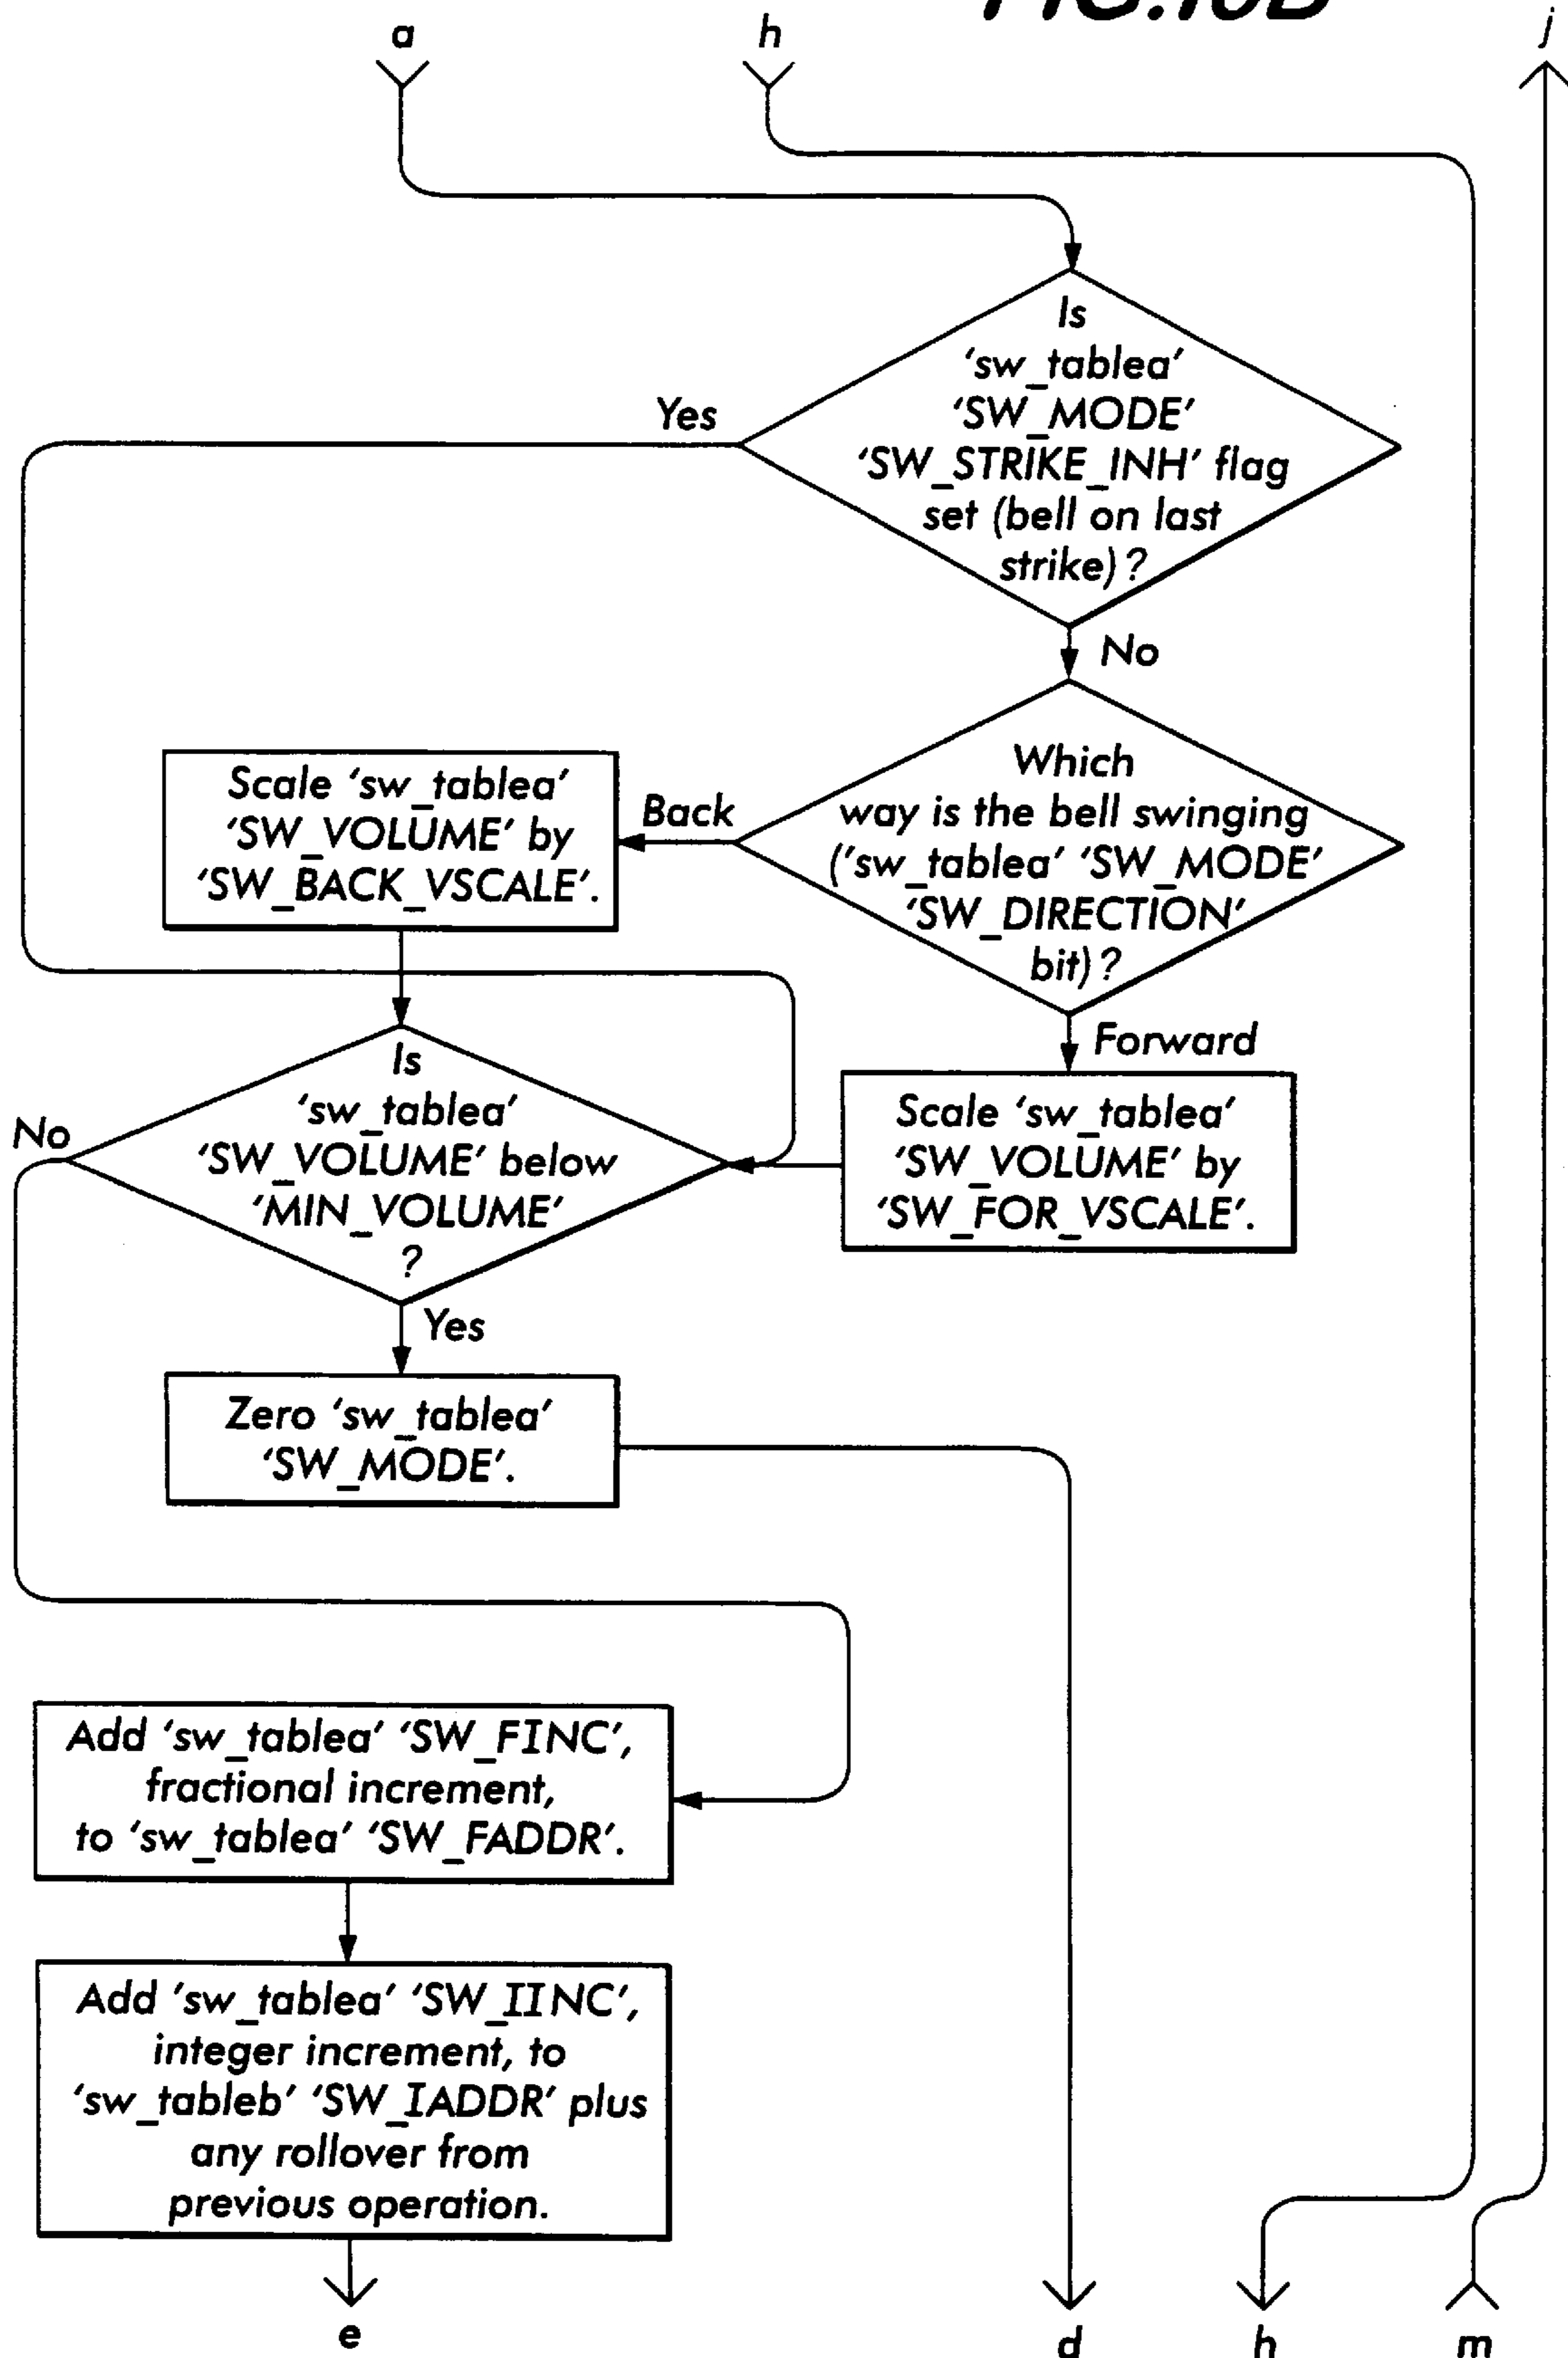 FIG.10B
a
h
j
Is
'sw_tablea'
'SW_MODE'
'SW_STRIKE_INH' flag
set (bell on last
strike)?
Yes
No
Which
way is the bell swinging
('sw_tablea' 'SW_MODE'
'SW_DIRECTION'
bit)?
Back
Scale 'sw_tablea'
'SW_VOLUME' by
'SW_BACK_VSCALE'.
Forward
Scale 'sw_tablea'
'SW_VOLUME' by
'SW_FOR_VSCALE'.
Is
'sw_tablea'
'SW_VOLUME' below
'MIN_VOLUME'
?
No
Yes
Zero 'sw_tablea'
'SW_MODE'.
Add 'sw_tablea' 'SW_FINC',
fractional increment,
to 'sw_tablea' 'SW_FADDR'.
Add 'sw_tablea' 'SW_IINC',
integer increment, to
'sw_tableb' 'SW_IADDR' plus
any rollover from
previous operation.
e
d
h
m